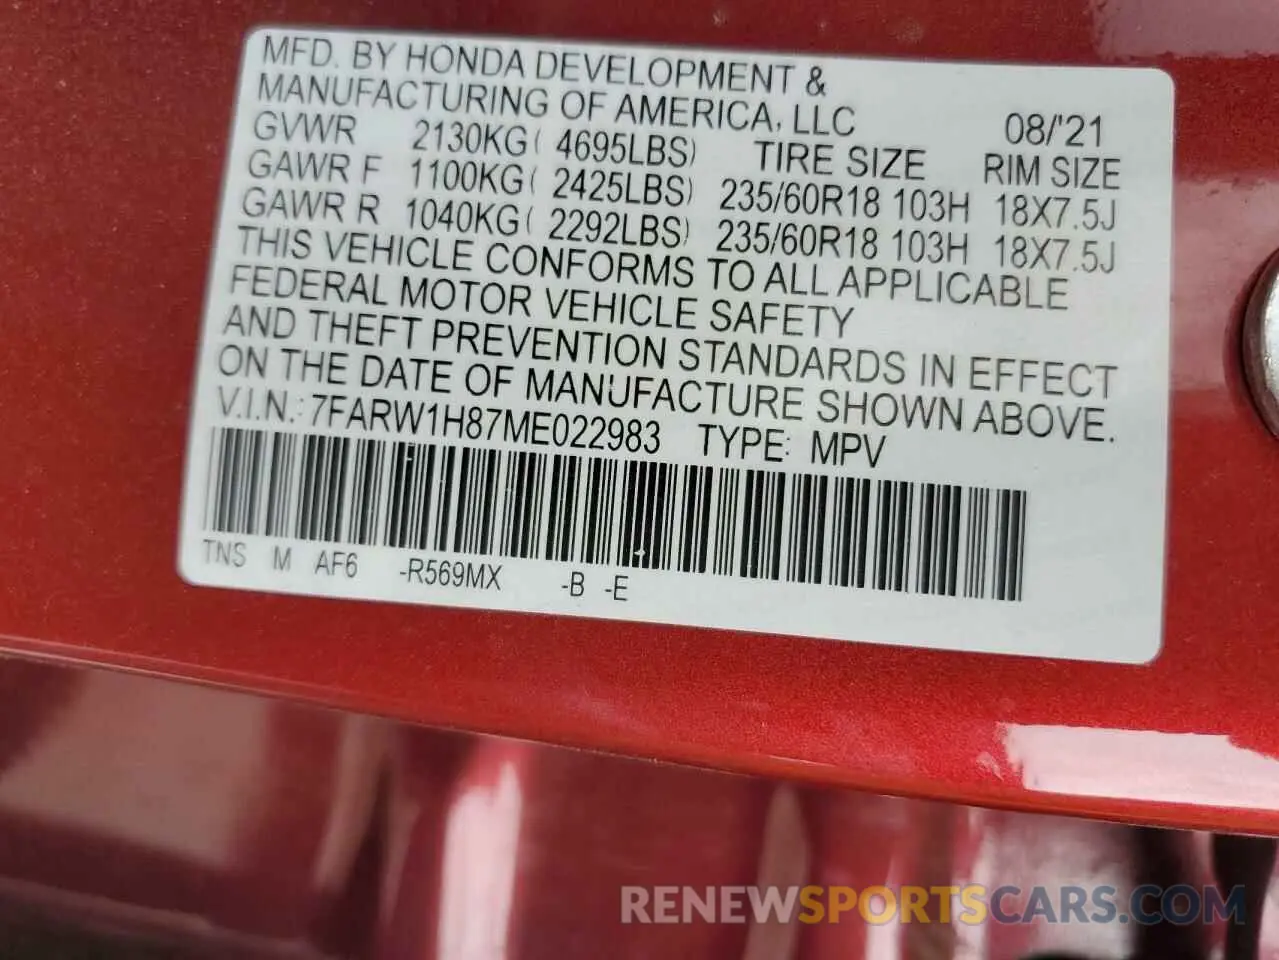 MFD. BY HONDA DEVELOPMENT &
MANUFACTURING OF AMERICA, LLC 08/'21
GVWR 2130KG( 4695LBS) TIRE SIZE RIM SIZE
GAWR F 1100KG( 2425LBS) 235/60R18 103H 18X7.5J
GAWR R 1040KG( 2292LBS) 235/60R18 103H 18X7.5J
THIS VEHICLE CONFORMS TO ALL APPLICABLE
FEDERAL MOTOR VEHICLE SAFETY
AND THEFT PREVENTION STANDARDS IN EFFECT
ON THE DATE OF MANUFACTURE SHOWN ABOVE.
V.I.N.: 7FARW1H87ME022983 TYPE: MPV
TNS M AF6 -R569MX -B -E
RENEWSPORTSCARS.COM